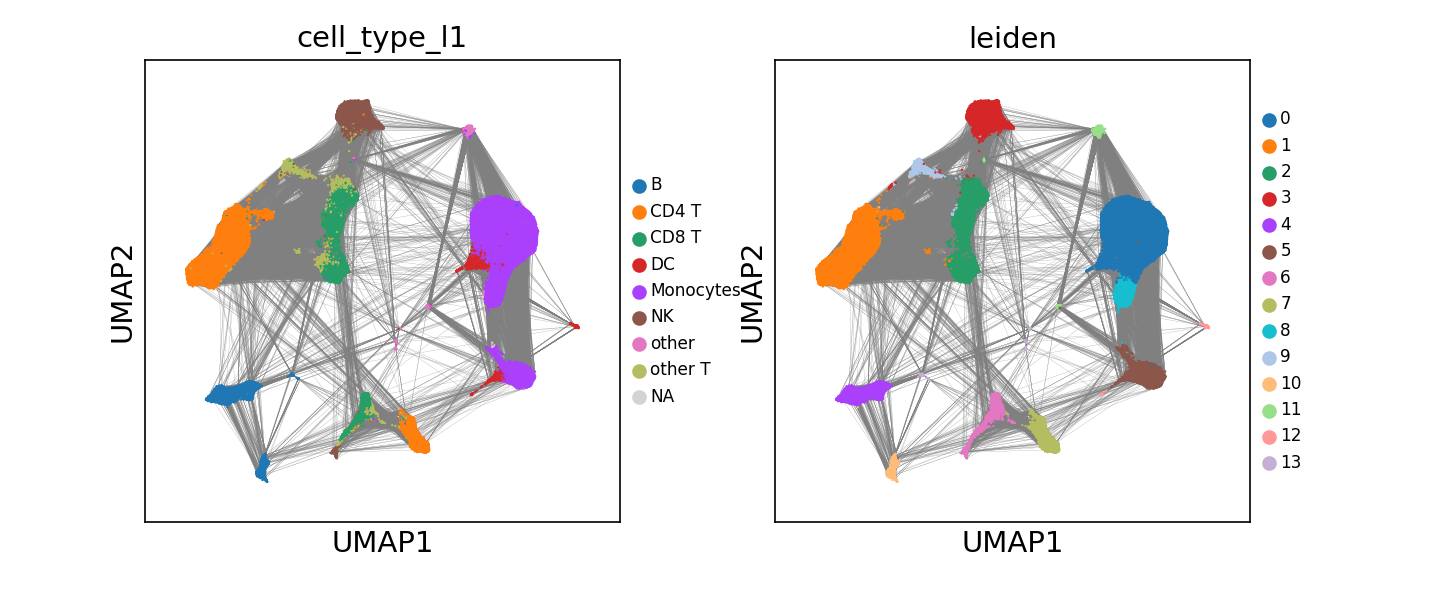 cell_type_l1
UMAP2
UMAP1
B
CD4 T
CD8 T
DC
Monocytes
NK
other
other T
NA
leiden
UMAP2
UMAP1
0
1
2
3
4
5
6
7
8
9
10
11
12
13